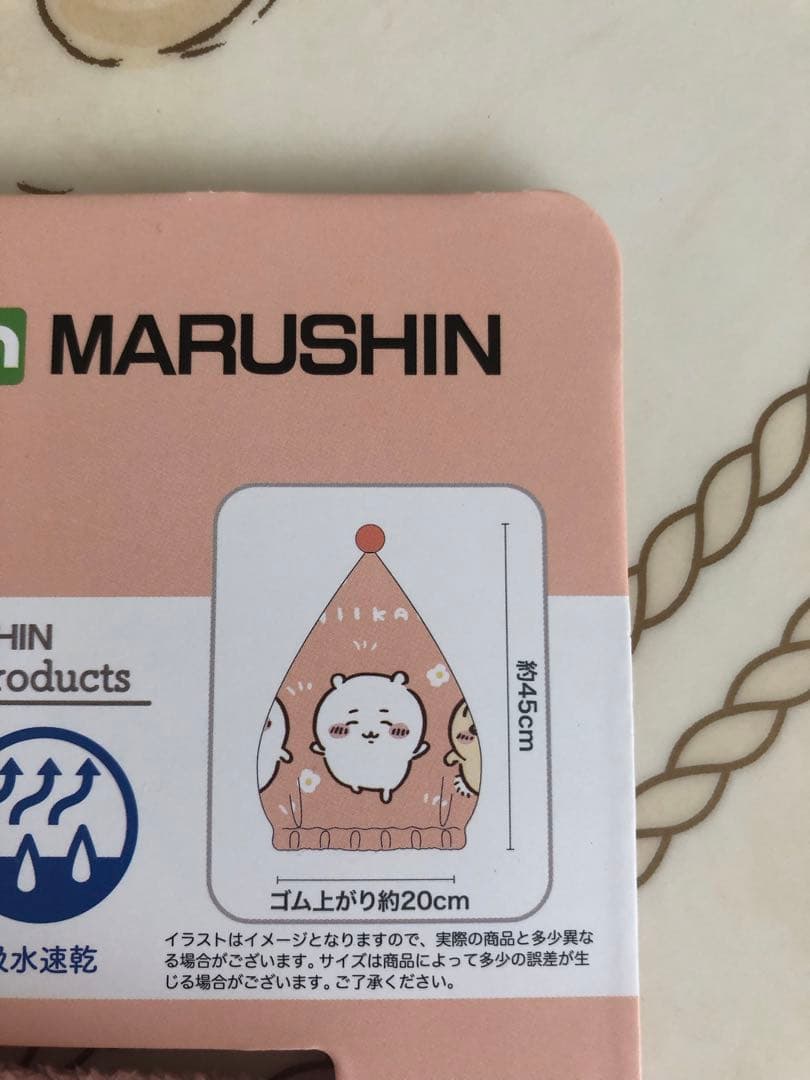 MARUSHIN
IIKA
約45cm
SHIN
roducts
ゴム上がり約20cm
吸水速乾
イラストはイメージとなりますので、実際の商品と多少異な
る場合がございます。サイズは商品によって多少の誤差が生
じる場合がございます。ご了承ください。